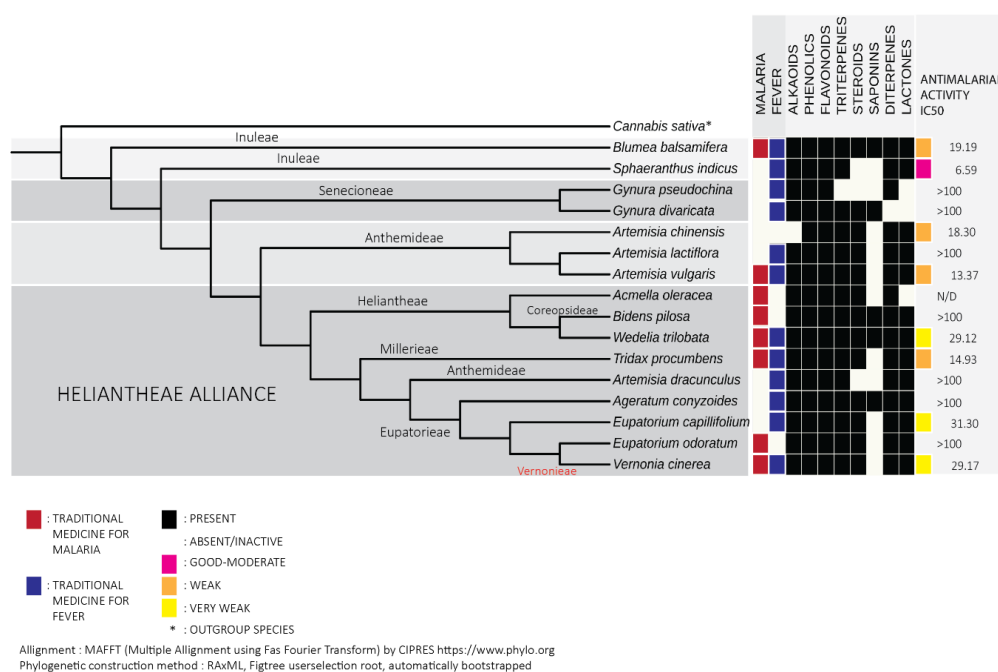 MALARIA
FEVER
ALKAOIDS
PHENOLICS
FLAVONOIDS
TRITERPENES
STEROIDS
SAPONINS
DITERPENES
LACTONES
ANTIMALARIAL
ACTIVITY
IC50
Cannabis sativa*
Inuleae
Blumea balsamifera 19.19
Inuleae
Sphaeranthus indicus 6.59
Senecioneae
Gynura pseudochina >100
Gynura divaricata >100
Anthemideae
Artemisia chinensis 18.30
Artemisia lactiflora >100
Artemisia vulgaris 13.37
Heliantheae
Acmella oleracea N/D
Coreopsideae
Bidens pilosa >100
Wedelia trilobata 29.12
Millerieae
Tridax procumbens 14.93
Anthemideae
Artemisia dracunculus >100
HELIANTHEAE ALLIANCE
Ageratum conyzoides >100
Eupatorium capillifolium 31.30
Eupatorieae
Eupatorium odoratum >100
Vernonia cinerea 29.17
Vernonieae
: TRADITIONAL
MEDICINE FOR
MALARIA
: TRADITIONAL
MEDICINE FOR
FEVER
: PRESENT
: ABSENT/INACTIVE
: GOOD-MODERATE
: WEAK
: VERY WEAK
* : OUTGROUP SPECIES
Allignment : MAFFT (Multiple Allignment using Fas Fourier Transform) by CIPRES https://www.phylo.org
Phylogenetic construction method : RAxML, Figtree userselection root, automatically bootstrapped